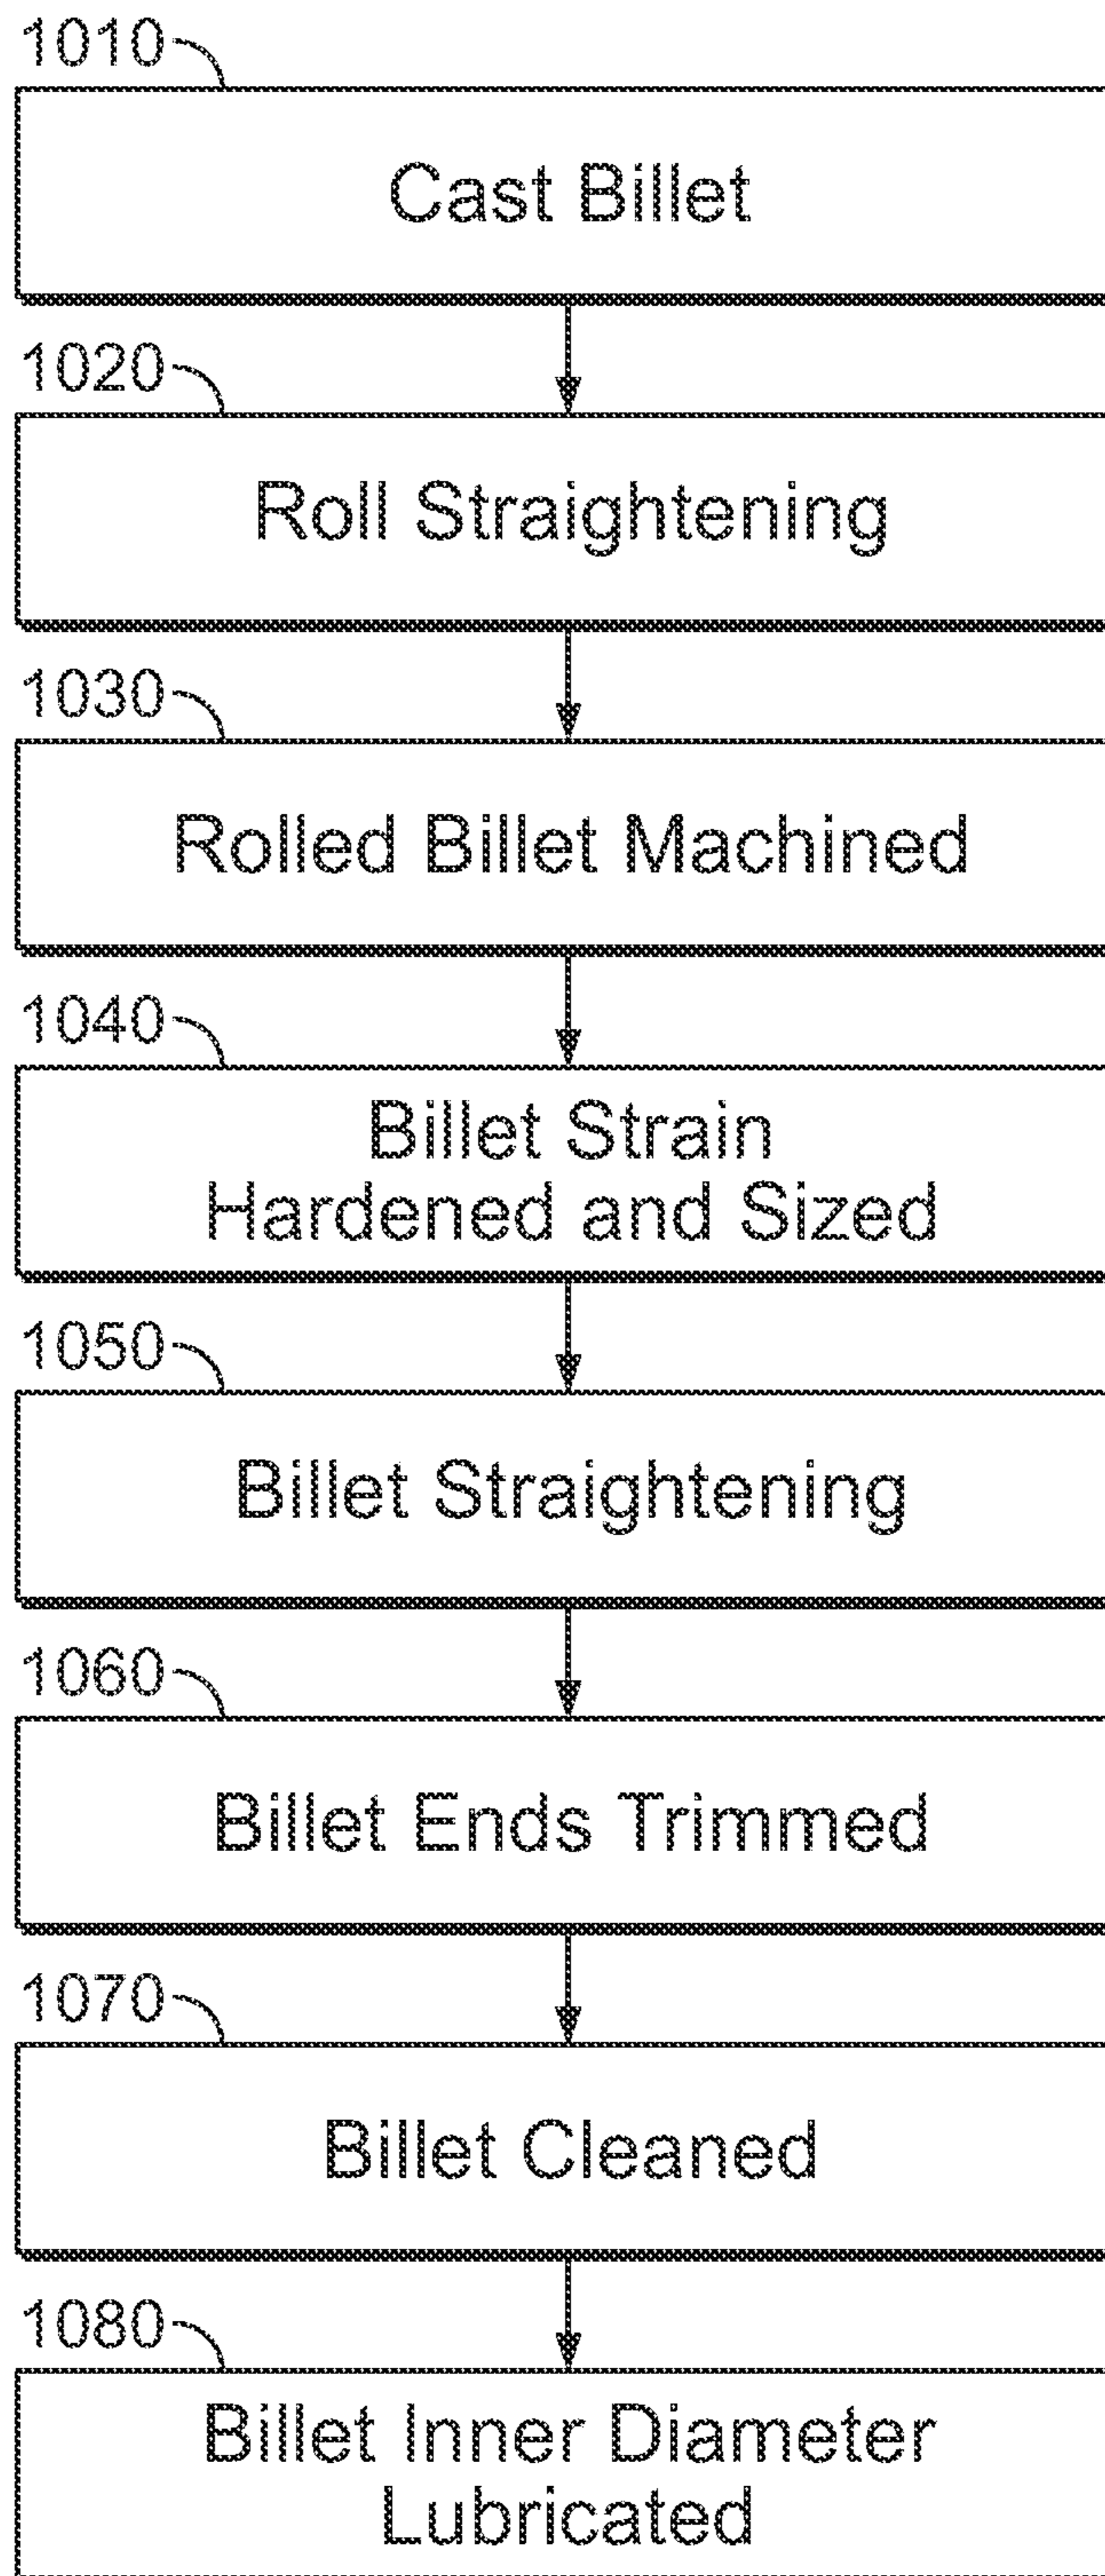 1010
Cast Billet
1020
Roll Straightening
1030
Rolled Billet Machined
1040
Billet Strain
Hardened and Sized
1050
Billet Straightening
1060
Billet Ends Trimmed
1070
Billet Cleaned
1080
Billet Inner Diameter
Lubricated